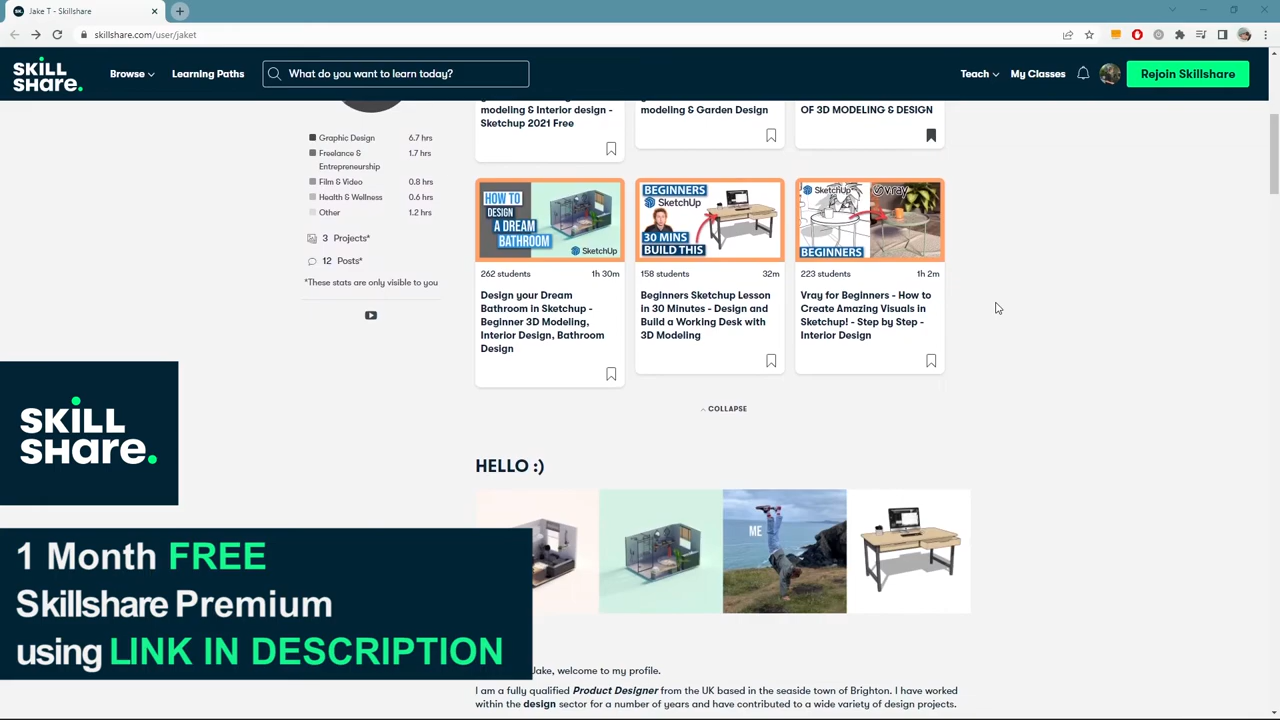 Jake T - Skillshare
skillshare.com/user/jaket
SKILL
SHARE.
Browse
Learning Paths
What do you want to learn today?
Teach
My Classes
Rejoin Skillshare
modeling & Interior design -
Sketchup 2021 Free
modeling & Garden Design
OF 3D MODELING & DESIGN
Graphic Design 6.7 hrs
Freelance & 1.7 hrs
Entrepreneurship
Film & Video 0.8 hrs
Health & Wellness 0.6 hrs
Other 1.2 hrs
3 Projects*
12 Posts*
*These stats are only visible to you
HOW TO
DESIGN
A DREAM
BATHROOM
SketchUp
262 students 1h 30m
Design your Dream
Bathroom in Sketchup -
Beginner 3D Modeling,
Interior Design, Bathroom
Design
BEGINNERS
SketchUp
30 MINS
BUILD THIS
158 students 32m
Beginners Sketchup Lesson
in 30 Minutes - Design and
Build a Working Desk with
3D Modeling
SketchUp
vray
BEGINNERS
223 students 1h 2m
Vray for Beginners - How to
Create Amazing Visuals in
Sketchup! - Step by Step -
Interior Design
COLLAPSE
HELLO :)
ME
SKILL
SHARE.
1 Month FREE
Skillshare Premium
using LINK IN DESCRIPTION
Jake, welcome to my profile.
I am a fully qualified Product Designer from the UK based in the seaside town of Brighton. I have worked
within the design sector for a number of years and have contributed to a wide variety of design projects.